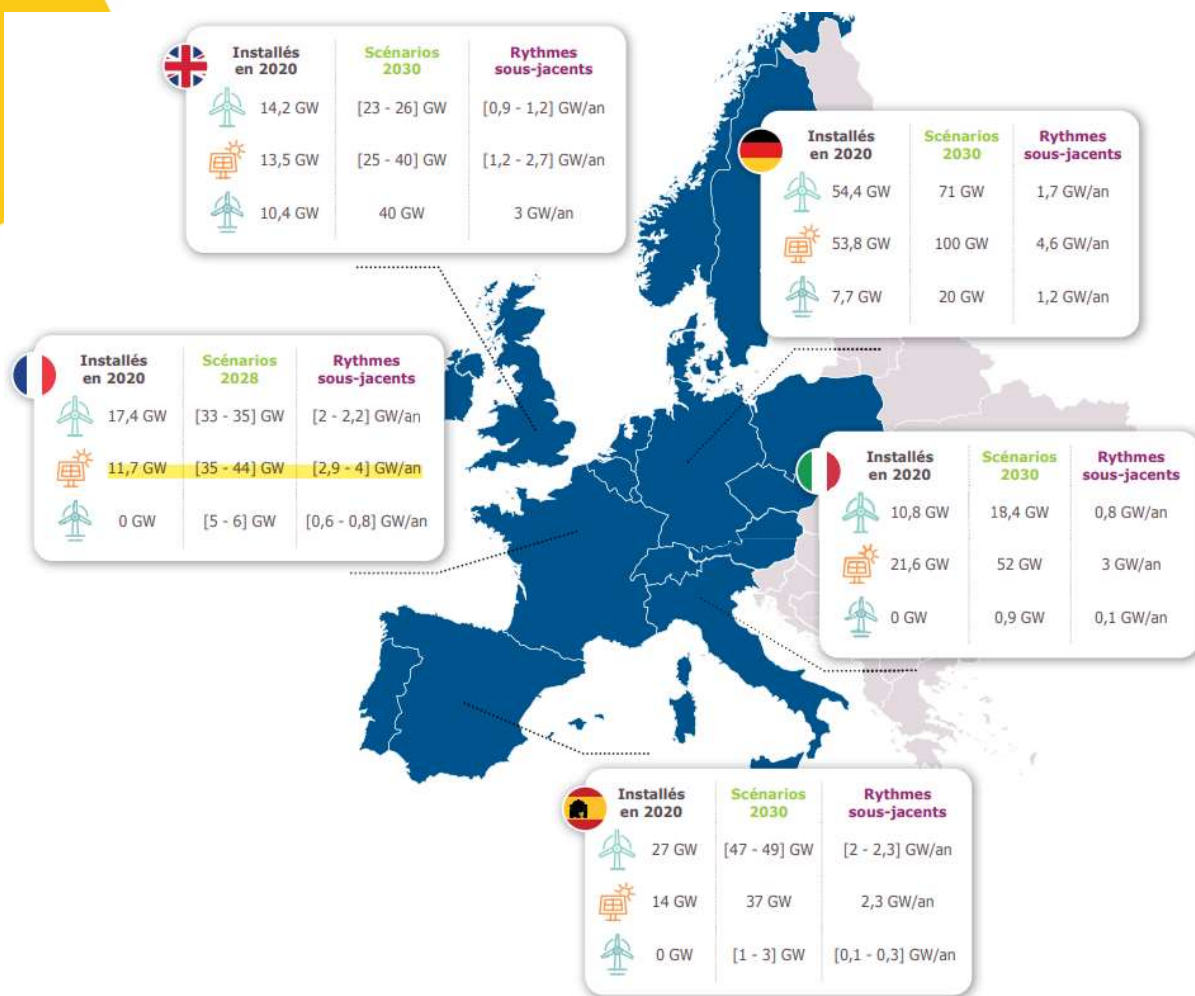 Installés en 2020 Scénarios 2030 Rythmes sous-jacents
14,2 GW [23 - 26] GW [0,9 - 1,2] GW/an
13,5 GW [25 - 40] GW [1,2 - 2,7] GW/an
10,4 GW 40 GW 3 GW/an
Installés en 2020 Scénarios 2030 Rythmes sous-jacents
54,4 GW 71 GW 1,7 GW/an
53,8 GW 100 GW 4,6 GW/an
7,7 GW 20 GW 1,2 GW/an
Installés en 2020 Scénarios 2028 Rythmes sous-jacents
17,4 GW [33 - 35] GW [2 - 2,2] GW/an
11,7 GW [35 - 44] GW [2,9 - 4] GW/an
0 GW [5 - 6] GW [0,6 - 0,8] GW/an
Installés en 2020 Scénarios 2030 Rythmes sous-jacents
10,8 GW 18,4 GW 0,8 GW/an
21,6 GW 52 GW 3 GW/an
0 GW 0,9 GW 0,1 GW/an
Installés en 2020 Scénarios 2030 Rythmes sous-jacents
27 GW [47 - 49] GW [2 - 2,3] GW/an
14 GW 37 GW 2,3 GW/an
0 GW [1 - 3] GW [0,1 - 0,3] GW/an